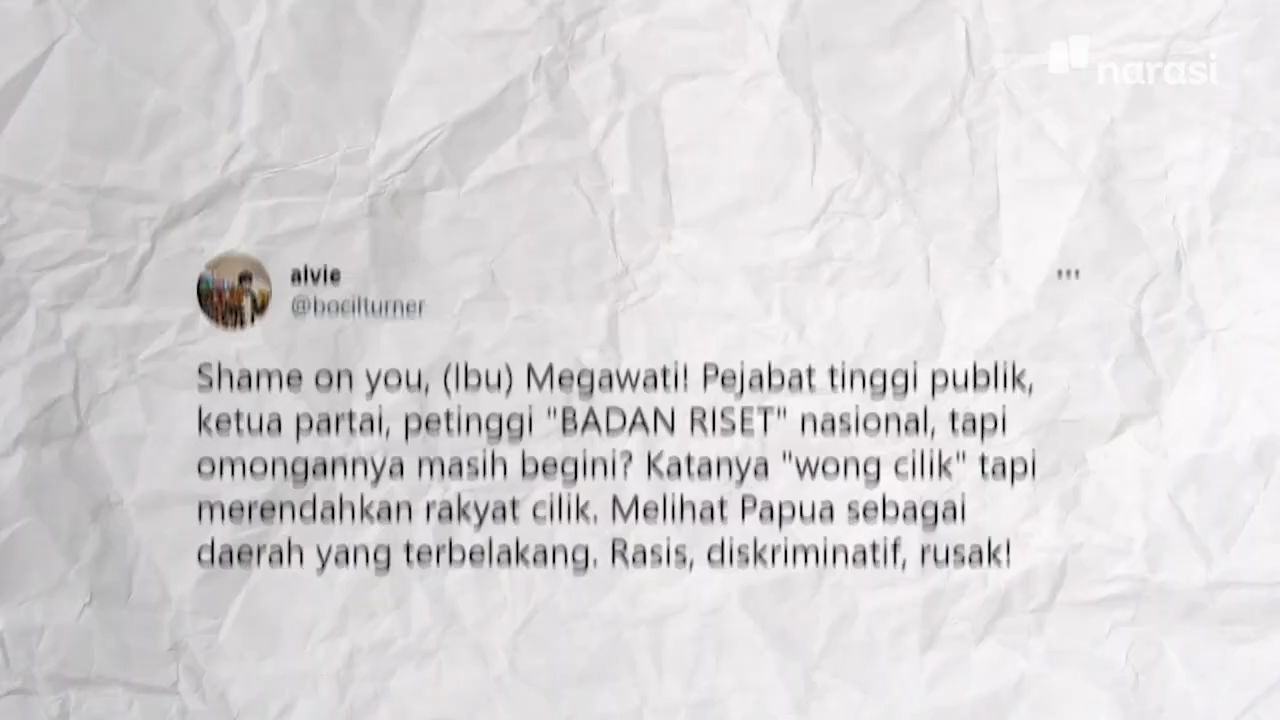 narasi
alvie
@bocilturner
Shame on you, (Ibu) Megawati! Pejabat tinggi publik,
ketua partai, petinggi "BADAN RISET" nasional, tapi
omongannya masih begini? Katanya "wong cilik" tapi
merendahkan rakyat cilik. Melihat Papua sebagai
daerah yang terbelakang. Rasis, diskriminatif, rusak!